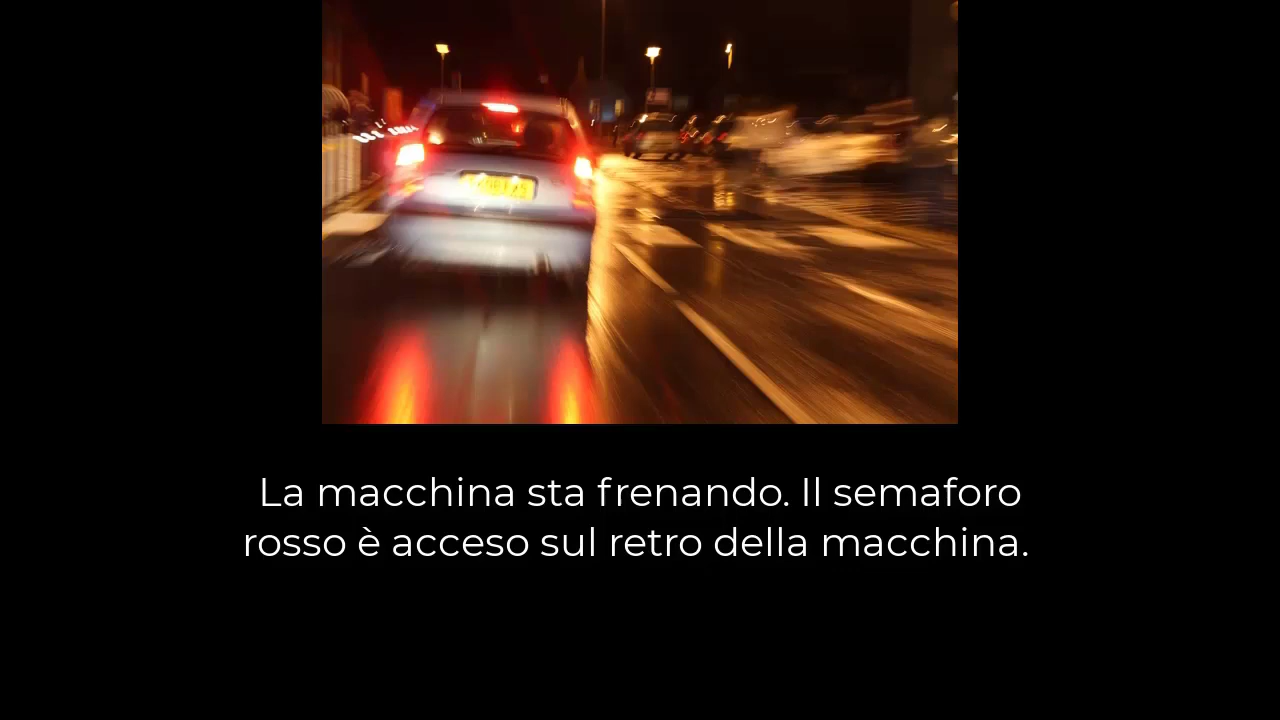 La macchina sta frenando. Il semaforo
rosso è acceso sul retro della macchina.